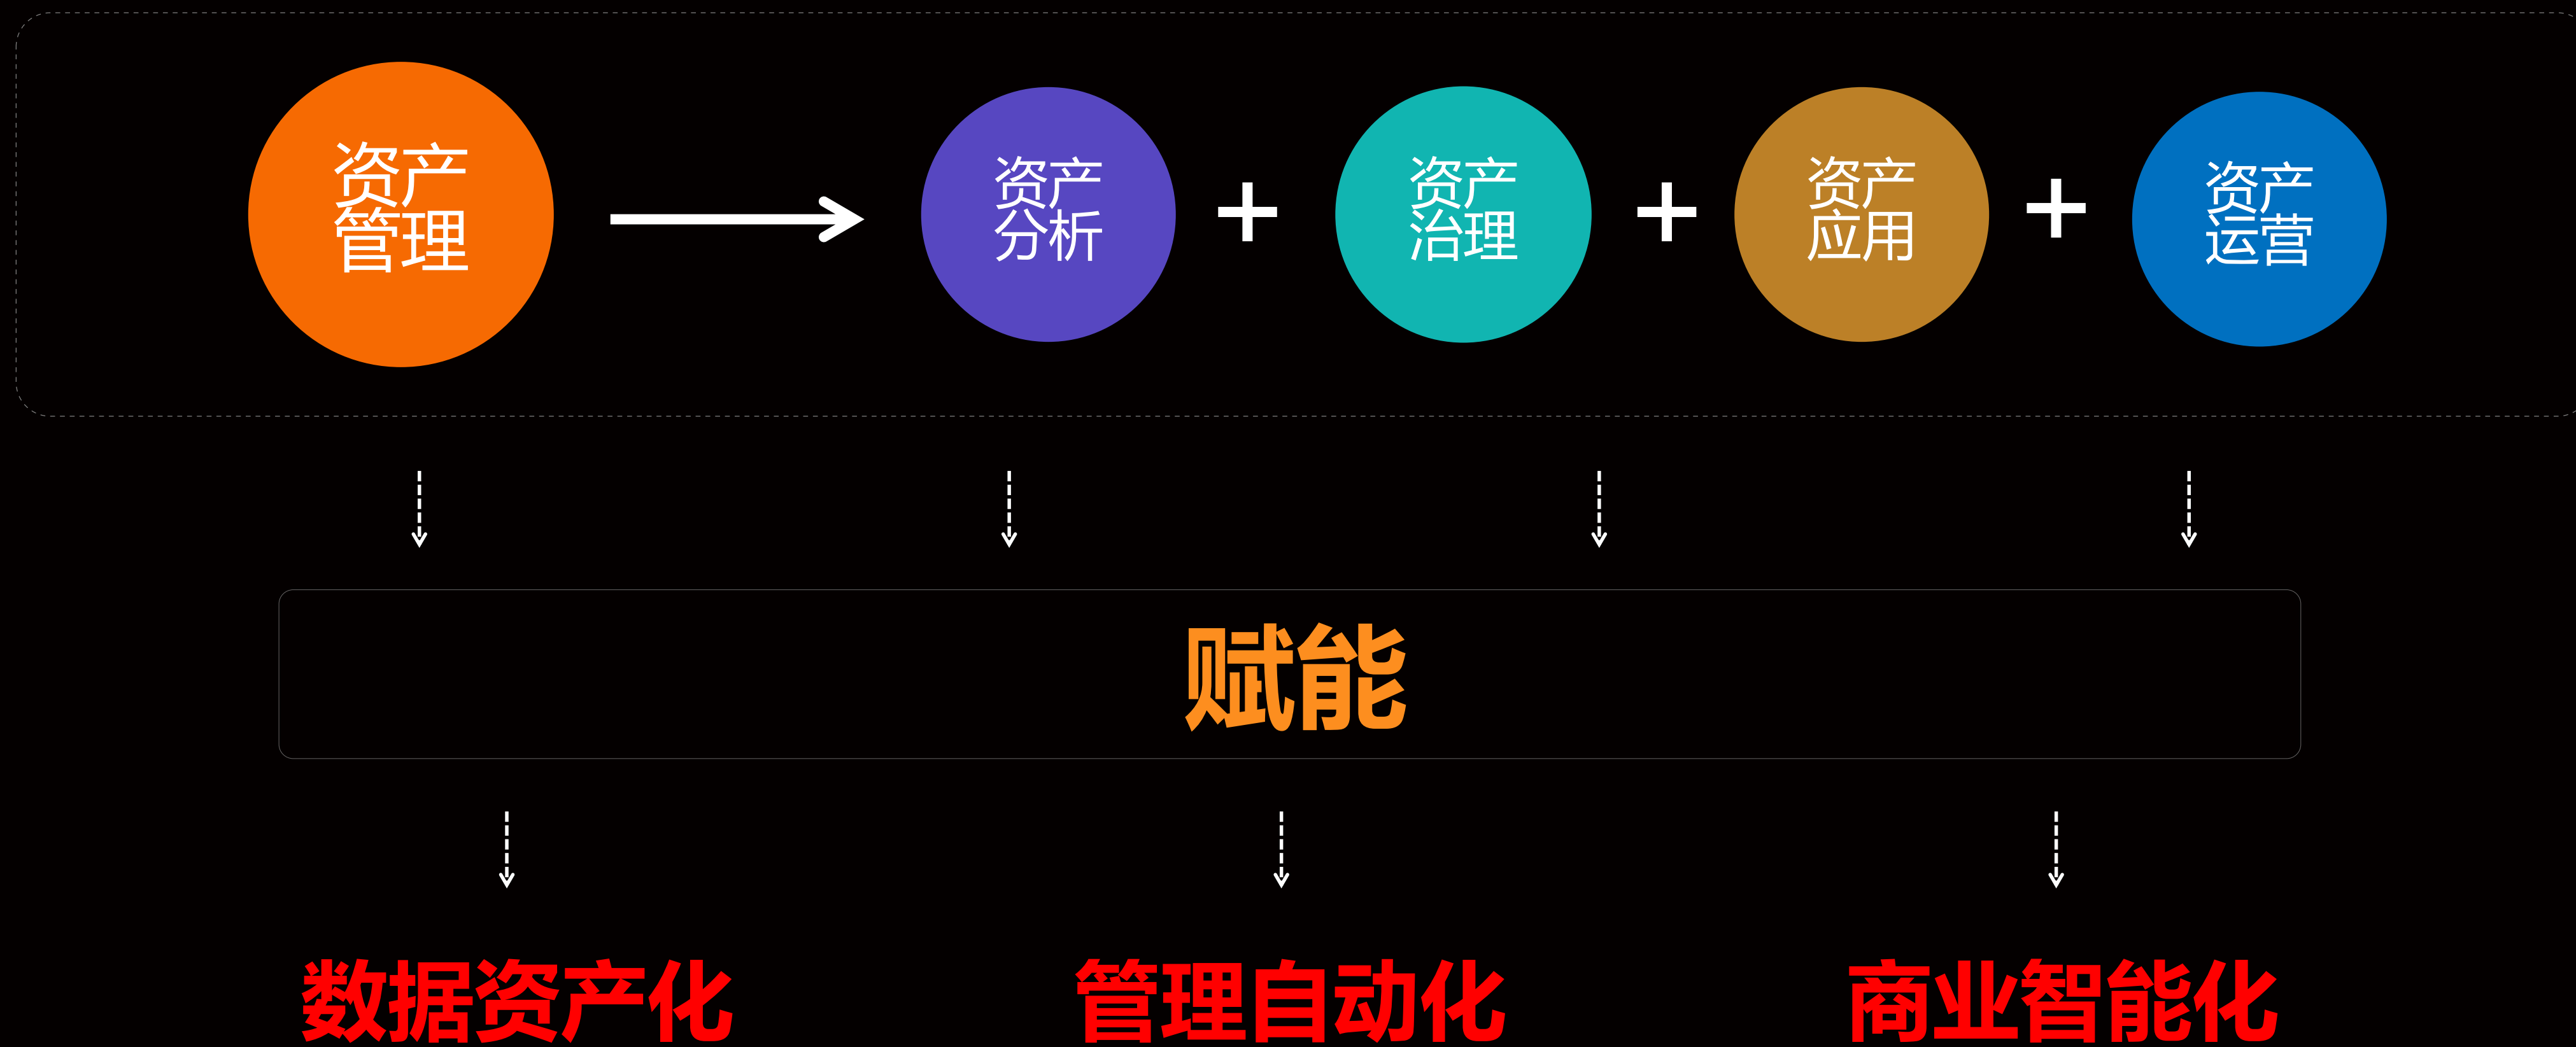 资产
管理
资产
分析
+
资产
治理
+
资产
应用
+
资产
运营
赋能
数据资产化
管理自动化
商业智能化